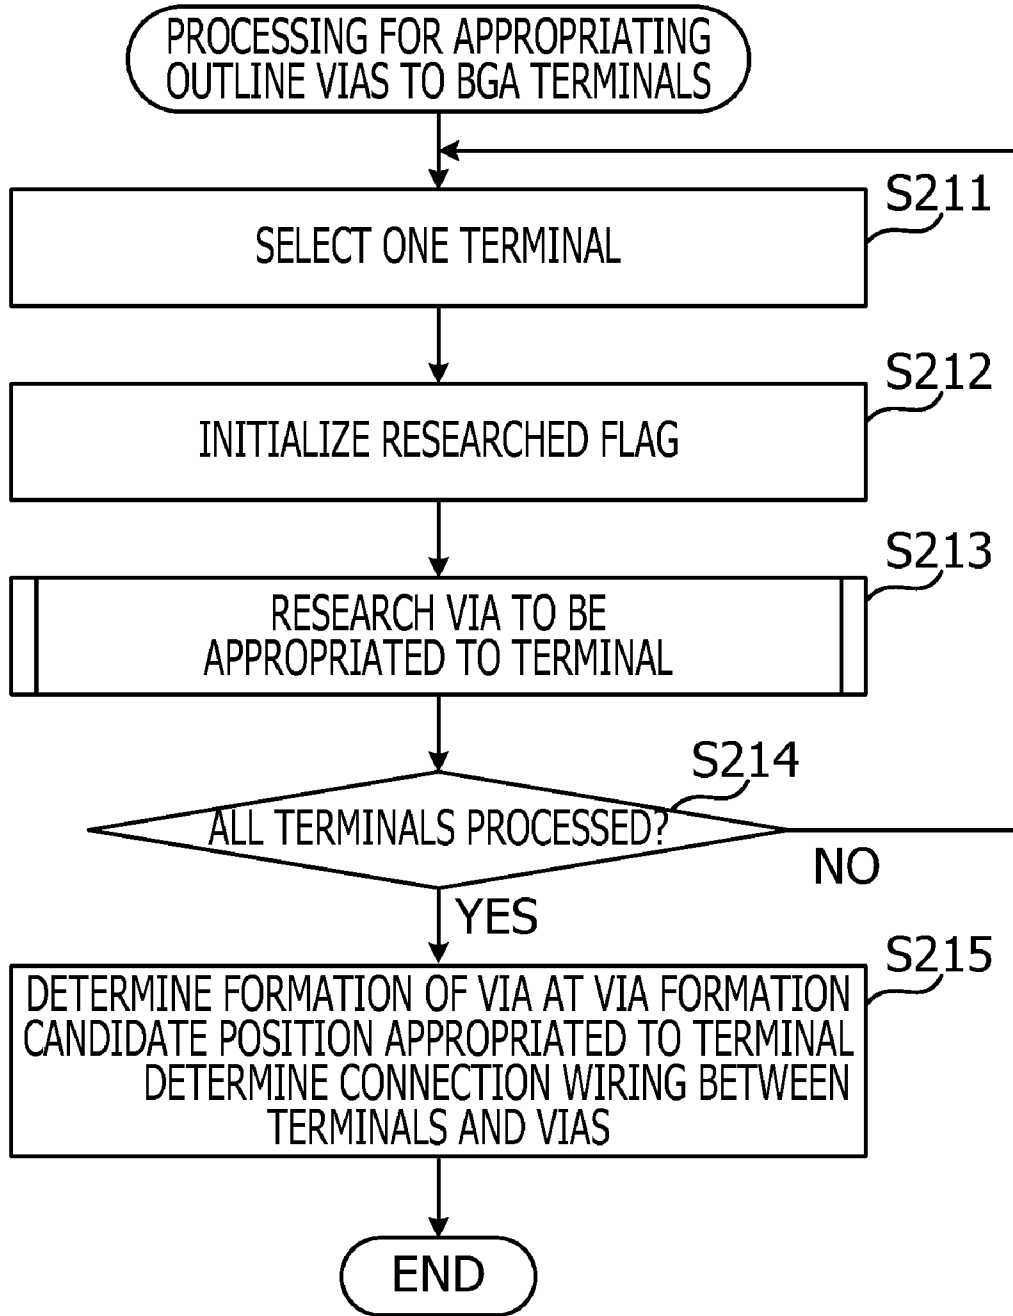 PROCESSING FOR APPROPRIATING
OUTLINE VIAS TO BGA TERMINALS
S211
SELECT ONE TERMINAL
S212
INITIALIZE RESEARCHED FLAG
S213
RESEARCH VIA TO BE
APPROPRIATED TO TERMINAL
S214
ALL TERMINALS PROCESSED?
NO
YES
S215
DETERMINE FORMATION OF VIA AT VIA FORMATION
CANDIDATE POSITION APPROPRIATED TO TERMINAL
DETERMINE CONNECTION WIRING BETWEEN
TERMINALS AND VIAS
END